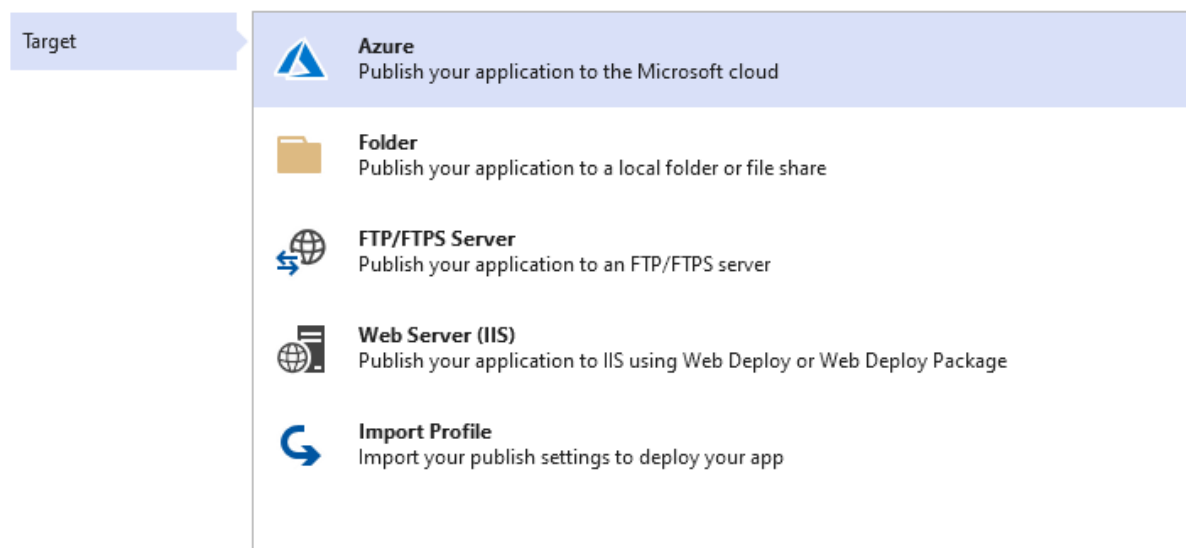 Target
Azure
Publish your application to the Microsoft cloud
Folder
Publish your application to a local folder or file share
FTP/FTPS Server
Publish your application to an FTP/FTPS server
Web Server (IIS)
Publish your application to IIS using Web Deploy or Web Deploy Package
Import Profile
Import your publish settings to deploy your app